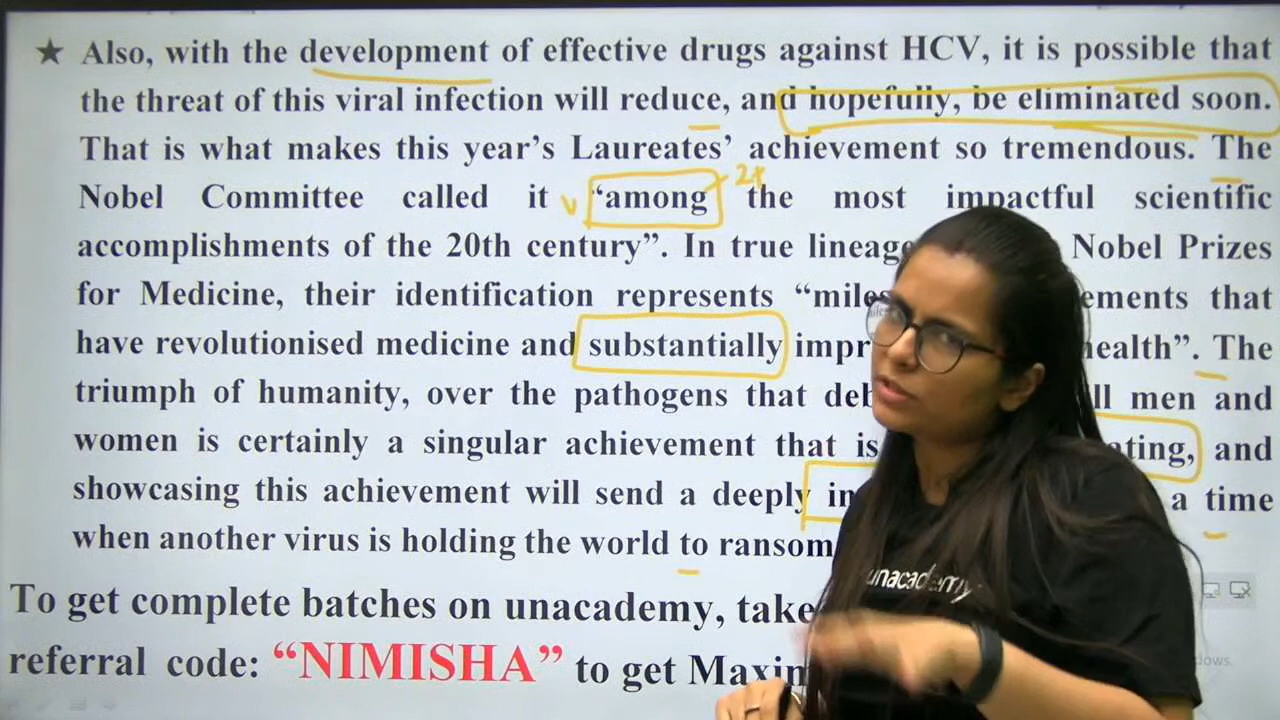 ★ Also, with the development of effective drugs against HCV, it is possible that
the threat of this viral infection will reduce, and hopefully, be eliminated soon.
That is what makes this year’s Laureates’ achievement so tremendous. The
Nobel Committee called it “among the most impactful scientific
2+
accomplishments of the 20th century”. In true lineage Nobel Prizes
for Medicine, their identification represents “miles ements that
have revolutionised medicine and substantially impr health”. The
triumph of humanity, over the pathogens that deb ll men and
women is certainly a singular achievement that is ting, and
showcasing this achievement will send a deeply in a time
when another virus is holding the world to ransom
To get complete batches on unacademy, take
referral code: “NIMISHA” to get Maxim
unacademy